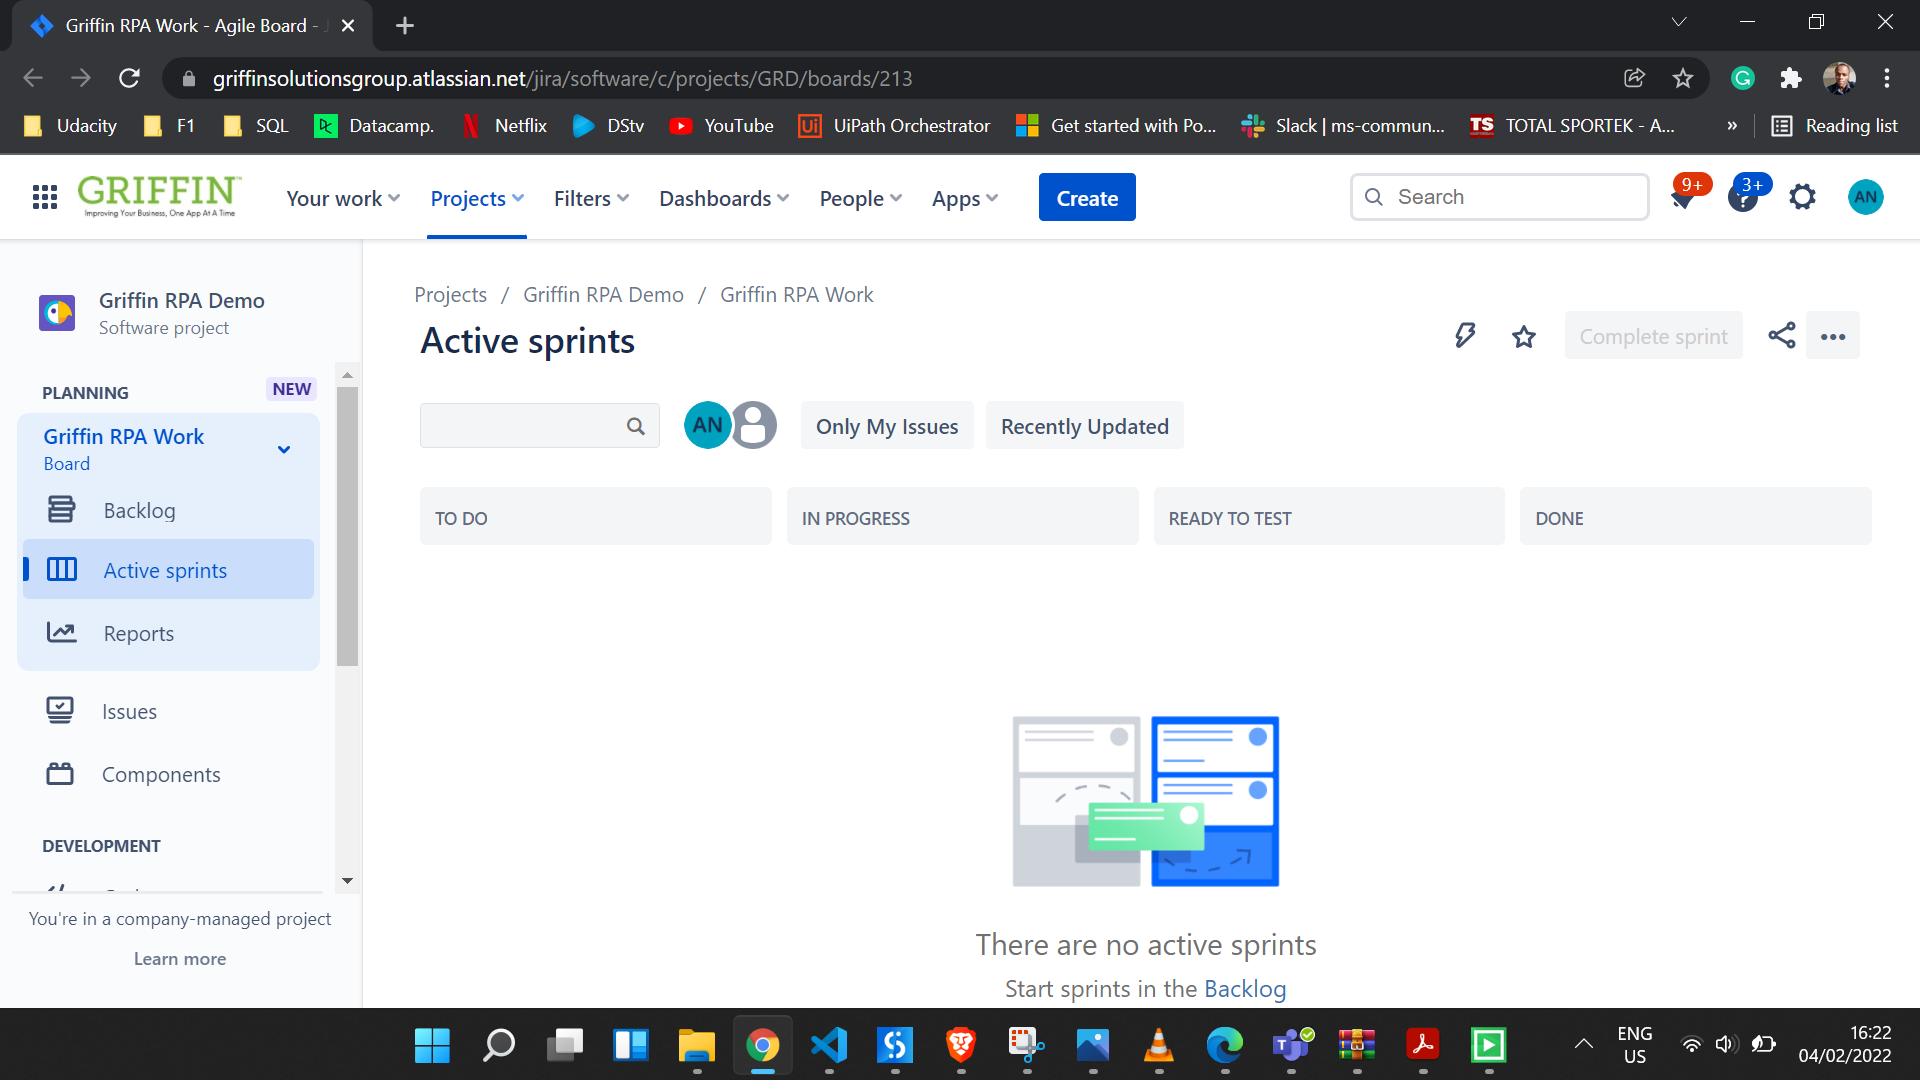 Griffin RPA Work - Agile Board -
griffinsolutionsgroup.atlassian.net/jira/software/c/projects/GRD/boards/213
Udacity F1 SQL DC Datacamp. Netflix DStv YouTube Ui UiPath Orchestrator Get started with Po... Slack | ms-commun... TS TOTAL SPORTEK - A... » Reading list
GRIFFIN™
Improving Your Business, One App At A Time
Your work Projects Filters Dashboards People Apps Create Search 9+ 3+ AN
Griffin RPA Demo
Software project
PLANNING NEW
Griffin RPA Work
Board
Backlog
Active sprints
Reports
Issues
Components
DEVELOPMENT
You're in a company-managed project
Learn more
Projects / Griffin RPA Demo / Griffin RPA Work
Active sprints
Complete sprint
AN Only My Issues Recently Updated
TO DO IN PROGRESS READY TO TEST DONE
There are no active sprints
Start sprints in the Backlog
ENG
US
16:22
04/02/2022